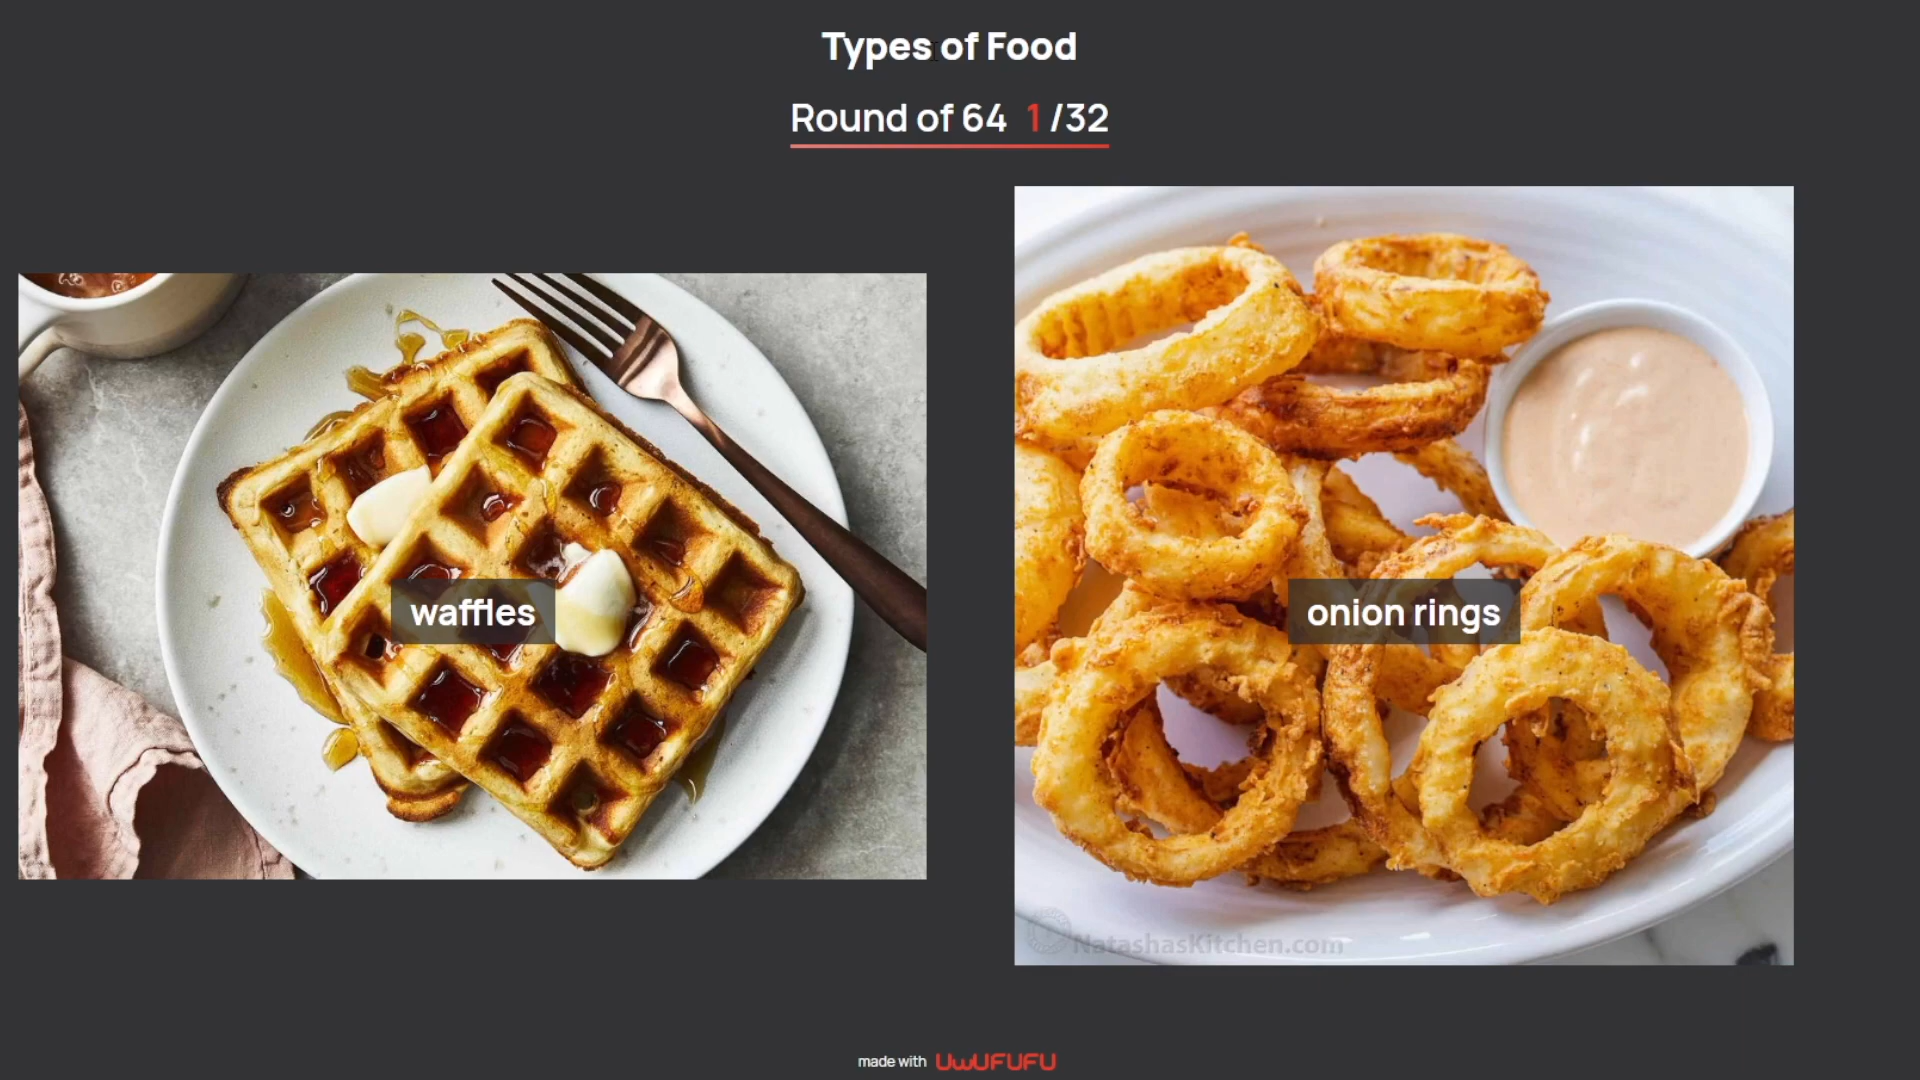 Types of Food
Round of 64 1 /32
waffles
onion rings
NatashasKitchen.com
made with UWUFUFU